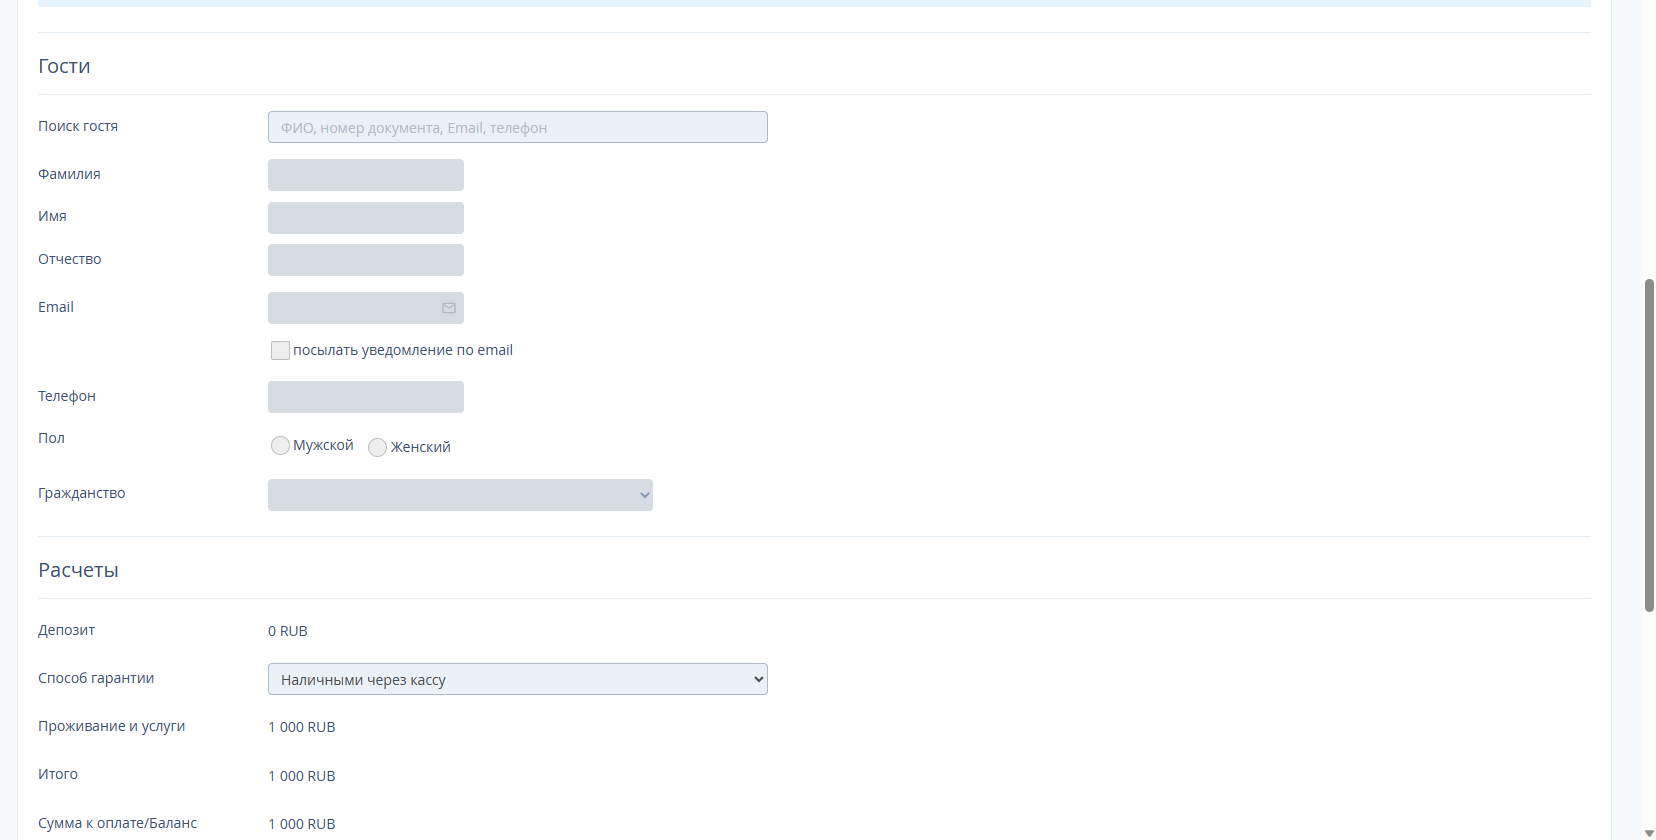 Гости
Поиск гостя
ФИО, номер документа, Email, телефон
Фамилия
Имя
Отчество
Email
посылать уведомление по email
Телефон
Пол
Мужской Женский
Гражданство
Расчеты
Депозит
0 RUB
Способ гарантии
Наличными через кассу
Проживание и услуги
1 000 RUB
Итого
1 000 RUB
Сумма к оплате/Баланс
1 000 RUB